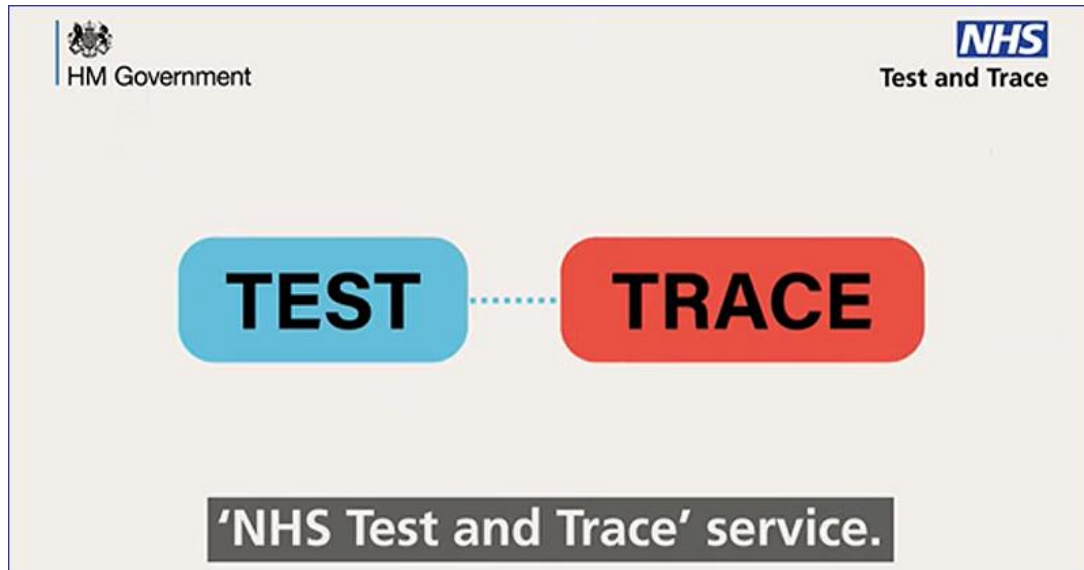 HM Government
NHS
Test and Trace
TEST
TRACE
‘NHS Test and Trace’ service.